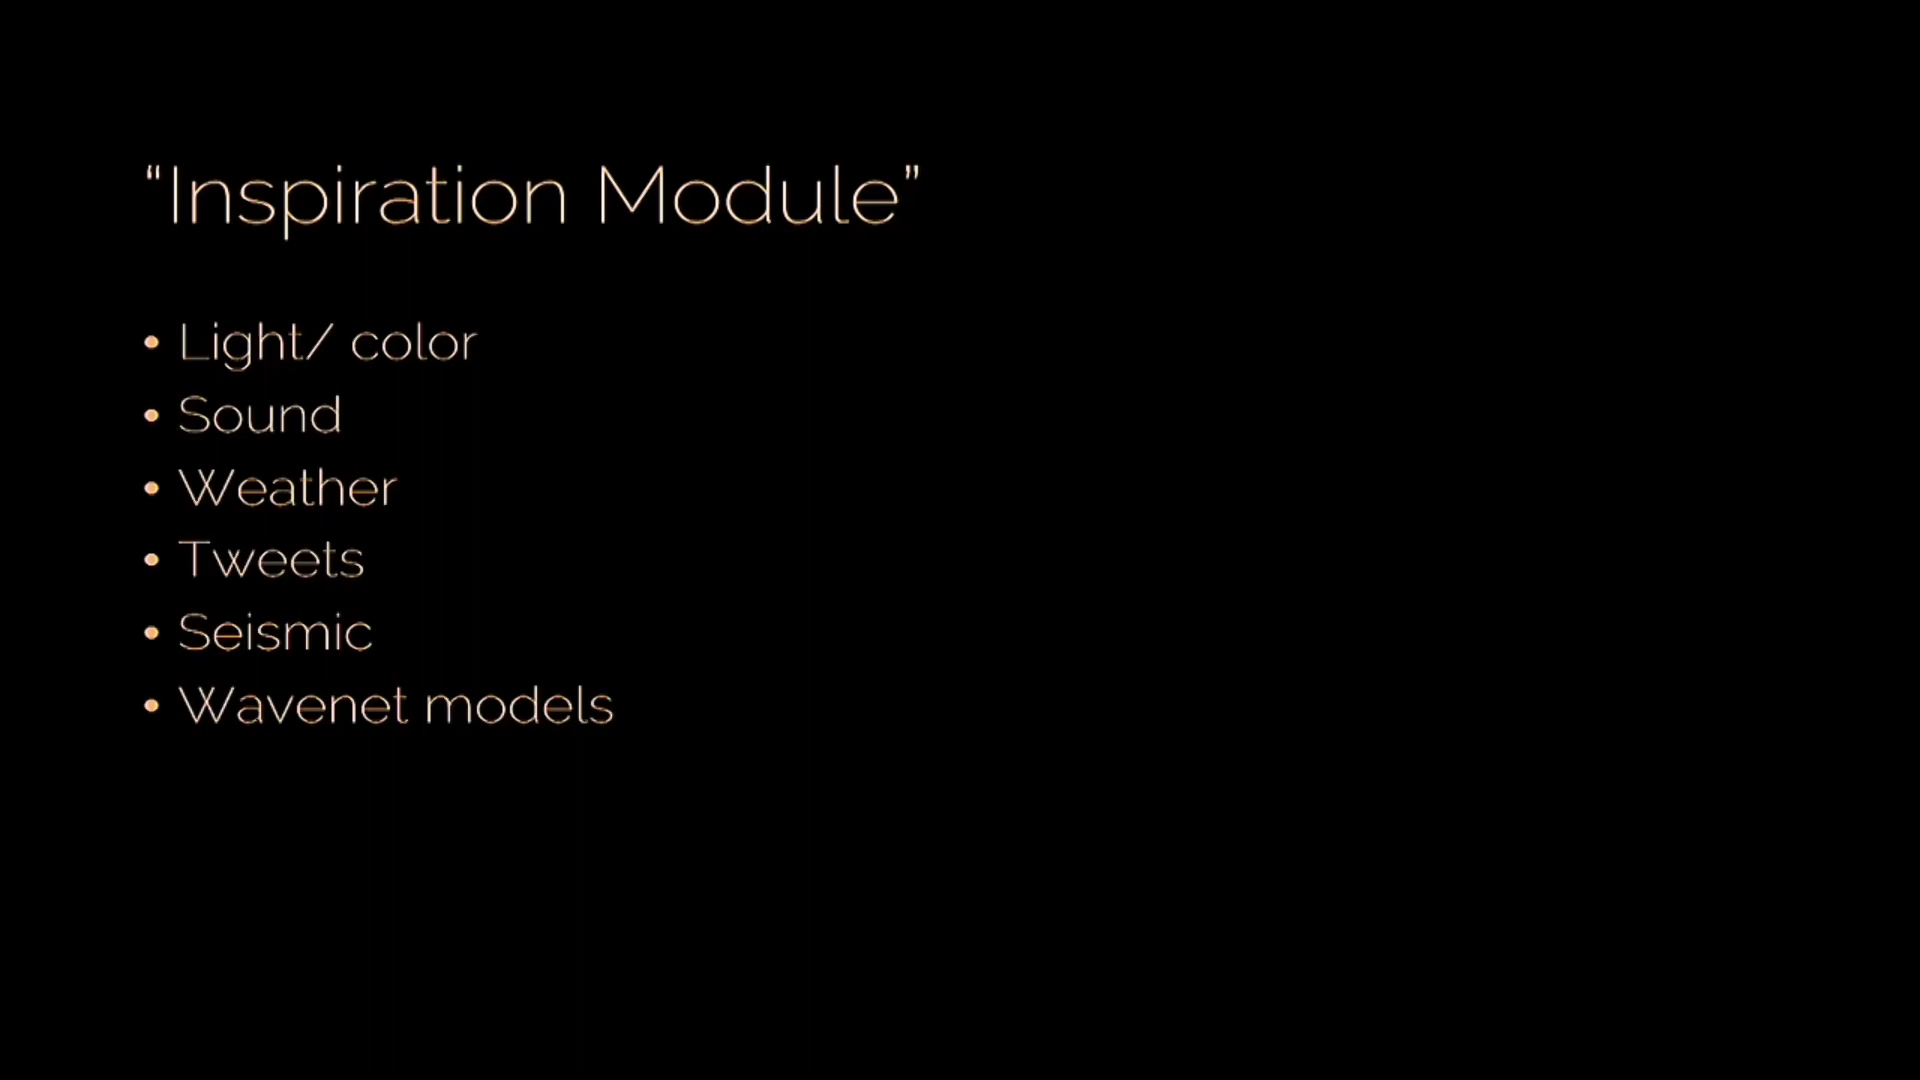 “Inspiration Module”
• Light/ color
• Sound
• Weather
• Tweets
• Seismic
• Wavenet models